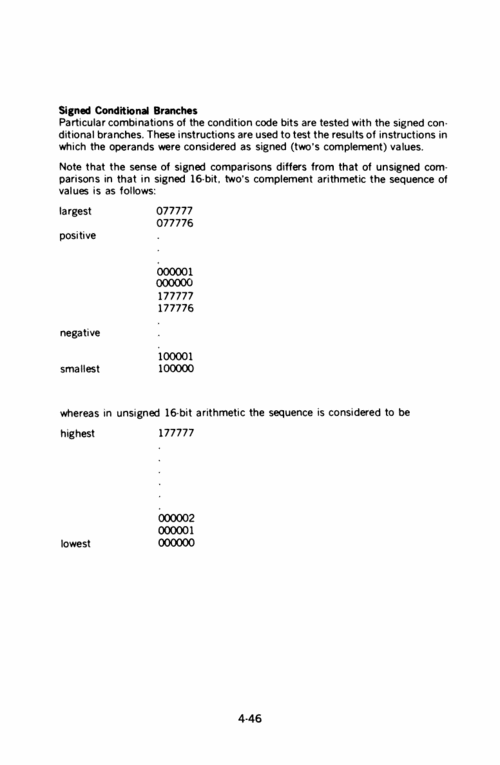 Signed Conditional Branches
Particular combinations of the condition code bits are tested with the signed con-
ditional branches. These instructions are used to test the results of instructions in
which the operands were considered as signed (two's complement) values.
Note that the sense of signed comparisons differs from that of unsigned com-
parisons in that in signed 16-bit, two's complement arithmetic the sequence of
values is as follows:
largest 077777
077776
positive .
.
.
000001
000000
177777
177776
.
negative .
.
100001
smallest 100000
whereas in unsigned 16-bit arithmetic the sequence is considered to be
highest 177777
.
.
.
.
.
.
000002
000001
lowest 000000
4-46